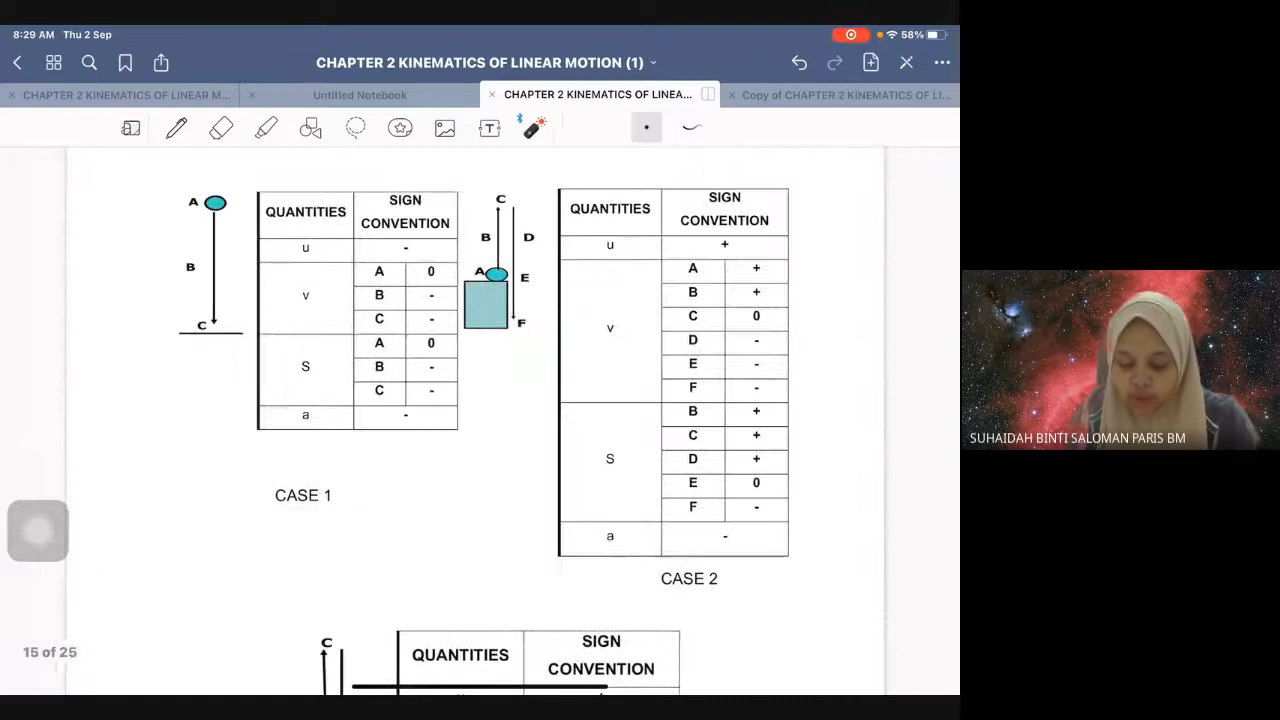 8:29 AM Thu 2 Sep
58%
CHAPTER 2 KINEMATICS OF LINEAR MOTION (1)
CHAPTER 2 KINEMATICS OF LINEAR M...
Untitled Notebook
CHAPTER 2 KINEMATICS OF LINEA...
Copy of CHAPTER 2 KINEMATICS OF LI...
A
B
C
QUANTITIES SIGN CONVENTION
u -
v A 0
B -
C -
S A 0
B -
C -
a -
CASE 1
C
B D
A E
F
QUANTITIES SIGN CONVENTION
u +
v A +
B +
C 0
D -
E -
F -
S B +
C +
D +
E 0
F -
a -
CASE 2
SUHAIDAH BINTI SALOMAN PARIS BM
15 of 25
C
QUANTITIES SIGN CONVENTION